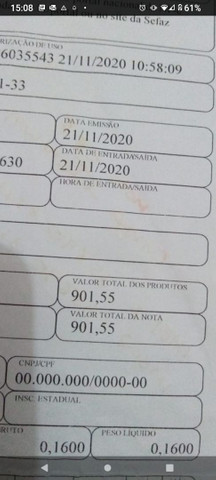 15:08
61%
no site da Sefaz
AÇÃO DE USO
6035543 21/11/2020 10:58:09
1-33
DATA EMISSÃO
21/11/2020
DATA DE ENTRADA/SAÍDA
630
21/11/2020
HORA DE ENTRADA/SAÍDA
VALOR TOTAL DOS PRODUTOS
901,55
VALOR TOTAL DA NOTA
901,55
CNPJ/CPF
00.000.000/0000-00
INSC. ESTADUAL
BRUTO
0,1600
PESO LÍQUIDO
0,1600